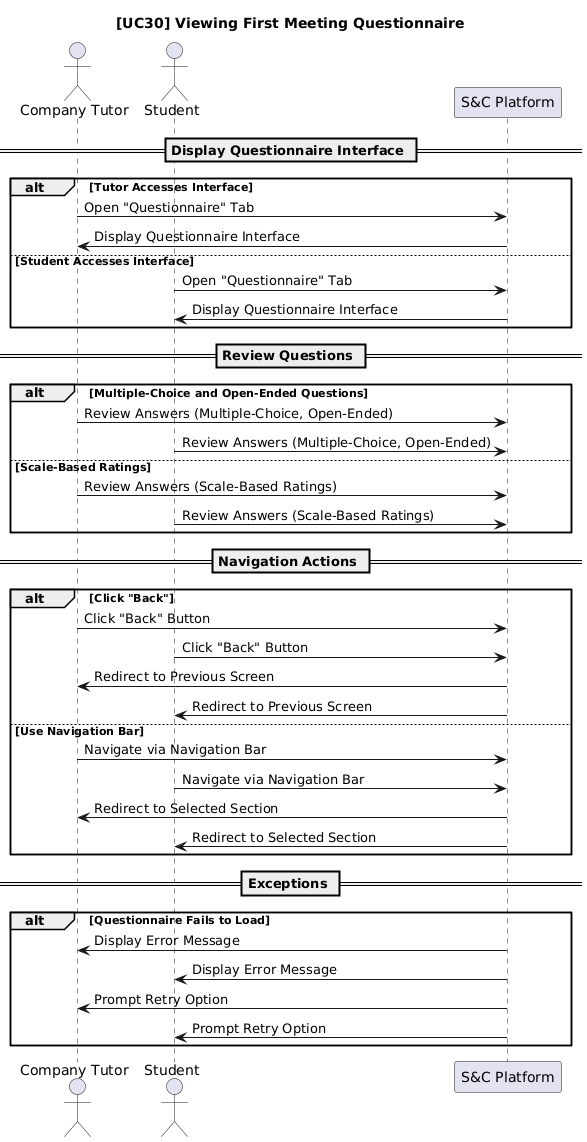 [UC30] Viewing First Meeting Questionnaire
Company Tutor
Student
S&C Platform
Display Questionnaire Interface
alt
[Tutor Accesses Interface]
Open "Questionnaire" Tab
Display Questionnaire Interface
[Student Accesses Interface]
Open "Questionnaire" Tab
Display Questionnaire Interface
Review Questions
alt
[Multiple-Choice and Open-Ended Questions]
Review Answers (Multiple-Choice, Open-Ended)
Review Answers (Multiple-Choice, Open-Ended)
[Scale-Based Ratings]
Review Answers (Scale-Based Ratings)
Review Answers (Scale-Based Ratings)
Navigation Actions
alt
[Click "Back"]
Click "Back" Button
Click "Back" Button
Redirect to Previous Screen
Redirect to Previous Screen
[Use Navigation Bar]
Navigate via Navigation Bar
Navigate via Navigation Bar
Redirect to Selected Section
Redirect to Selected Section
Exceptions
alt
[Questionnaire Fails to Load]
Display Error Message
Display Error Message
Prompt Retry Option
Prompt Retry Option
Company Tutor
Student
S&C Platform